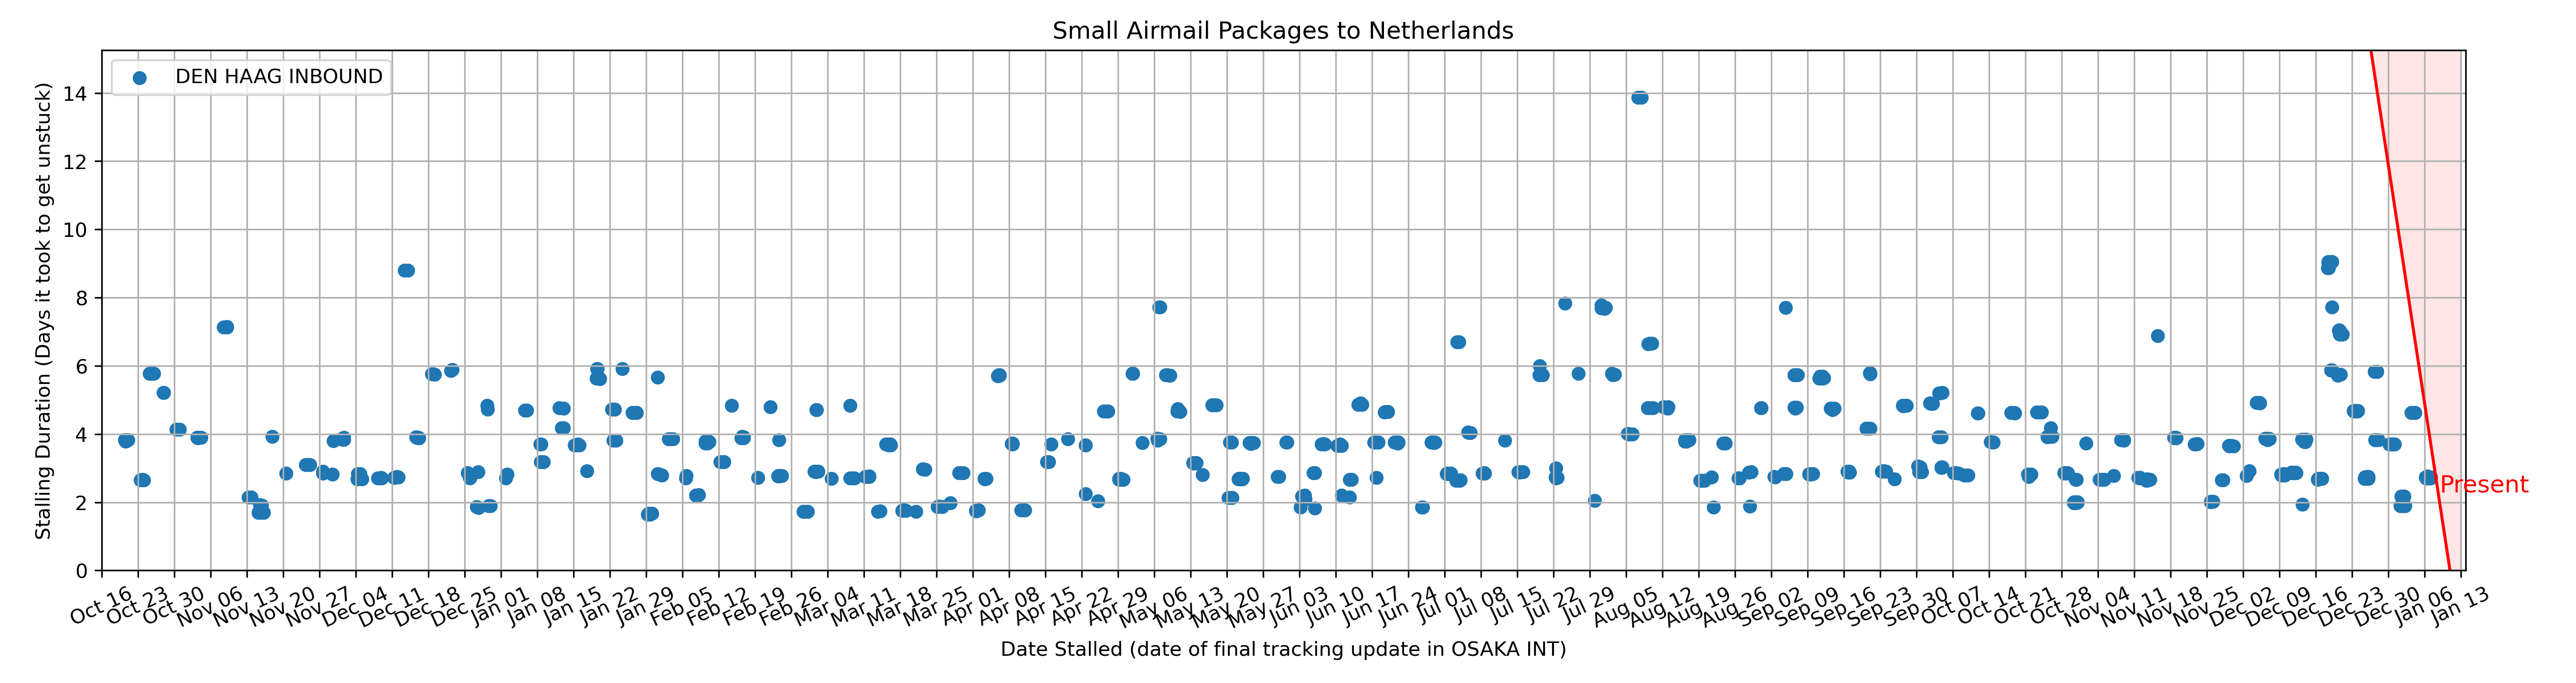 Small Airmail Packages to Netherlands
DEN HAAG INBOUND
Stalling Duration (Days it took to get unstuck)
14
12
10
8
6
4
2
0
Present
Oct 16 Oct 23 Oct 30 Nov 06 Nov 13 Nov 20 Nov 27 Dec 04 Dec 11 Dec 18 Dec 25 Jan 01 Jan 08 Jan 15 Jan 22 Jan 29 Feb 05 Feb 12 Feb 19 Feb 26 Mar 04 Mar 11 Mar 18 Mar 25 Apr 01 Apr 08 Apr 15 Apr 22 Apr 29 May 06 May 13 May 20 May 27 Jun 03 Jun 10 Jun 17 Jun 24 Jul 01 Jul 08 Jul 15 Jul 22 Jul 29 Aug 05 Aug 12 Aug 19 Aug 26 Sep 02 Sep 09 Sep 16 Sep 23 Sep 30 Oct 07 Oct 14 Oct 21 Oct 28 Nov 04 Nov 11 Nov 18 Nov 25 Dec 02 Dec 09 Dec 16 Dec 23 Dec 30 Jan 06 Jan 13
Date Stalled (date of final tracking update in OSAKA INT)